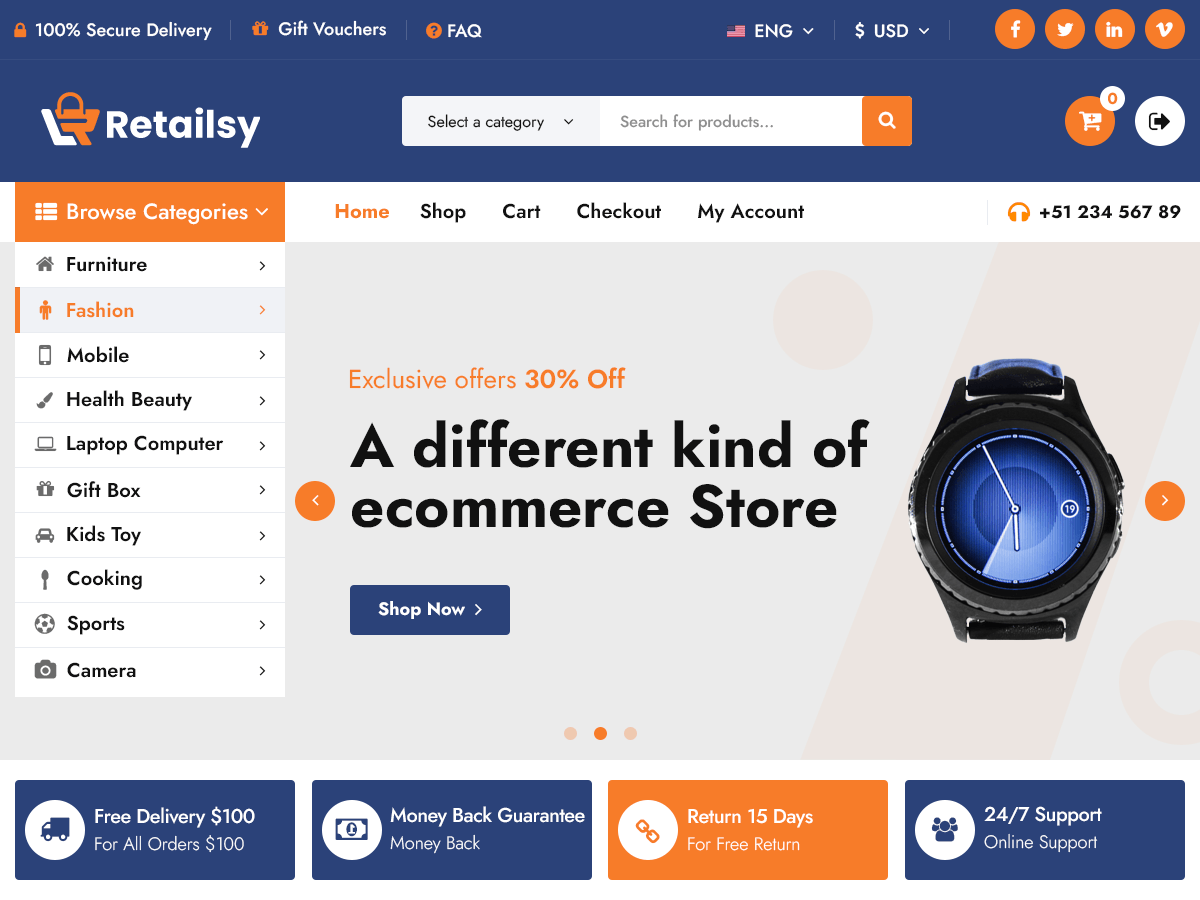 100% Secure Delivery
Gift Vouchers
FAQ
ENG
$ USD
Retailsy
Select a category
Search for products...
0
Browse Categories
Home
Shop
Cart
Checkout
My Account
+51 234 567 89
Furniture
Fashion
Mobile
Health Beauty
Laptop Computer
Gift Box
Kids Toy
Cooking
Sports
Camera
Exclusive offers 30% Off
A different kind of
ecommerce Store
Shop Now
19
Free Delivery $100
For All Orders $100
Money Back Guarantee
Money Back
Return 15 Days
For Free Return
24/7 Support
Online Support